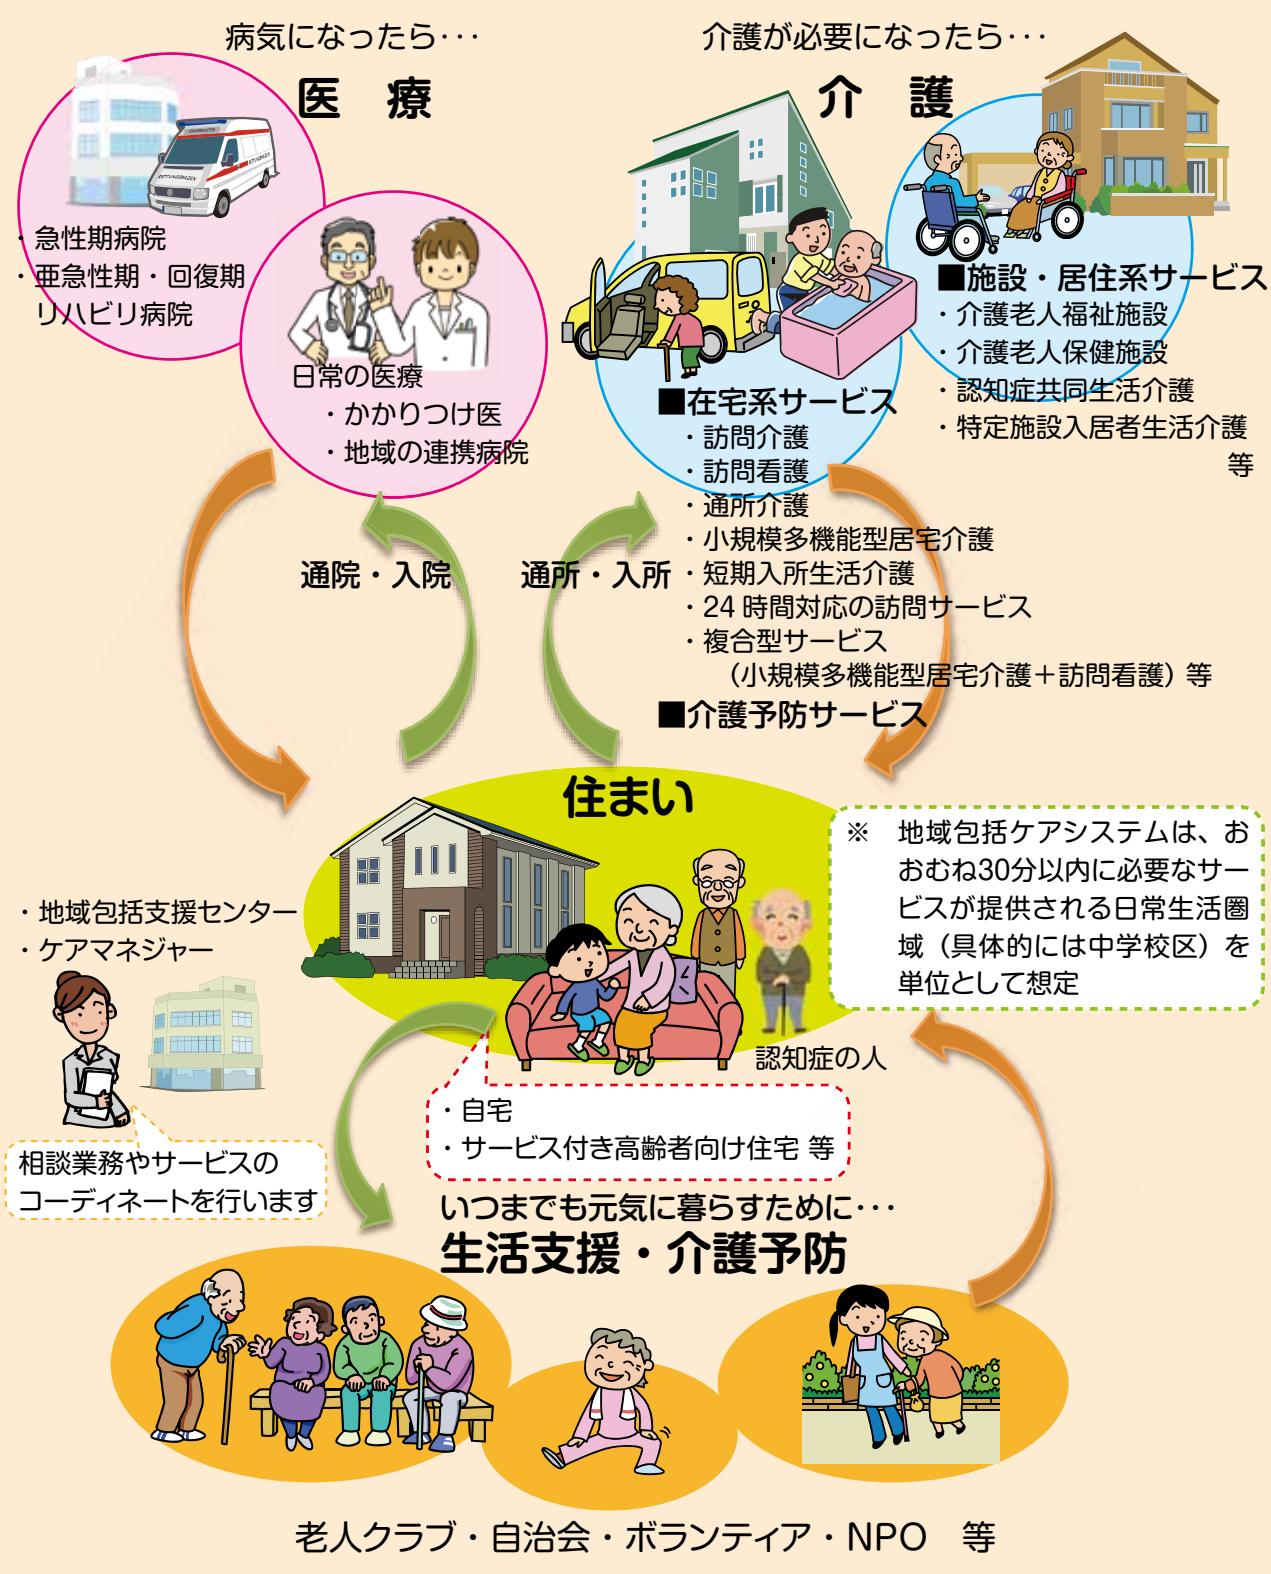 病気になったら･･･
医 療
・急性期病院
・亜急性期・回復期
リハビリ病院
日常の医療
・かかりつけ医
・地域の連携病院
介護が必要になったら･･･
介 護
■施設・居住系サービス
・介護老人福祉施設
・介護老人保健施設
・認知症共同生活介護
・特定施設入居者生活介護
等
■在宅系サービス
・訪問介護
・訪問看護
・通所介護
・小規模多機能型居宅介護
・短期入所生活介護
・24 時間対応の訪問サービス
・複合型サービス
（小規模多機能型居宅介護＋訪問看護）等
■介護予防サービス
通院・入院
通所・入所
住まい
※ 地域包括ケアシステムは、お
おむね30分以内に必要なサー
ビスが提供される日常生活圏
域（具体的には中学校区）を
単位として想定
・地域包括支援センター
・ケアマネジャー
相談業務やサービスの
コーディネートを行います
認知症の人
・自宅
・サービス付き高齢者向け住宅 等
いつまでも元気に暮らすために･･･
生活支援・介護予防
老人クラブ・自治会・ボランティア・NPO 等